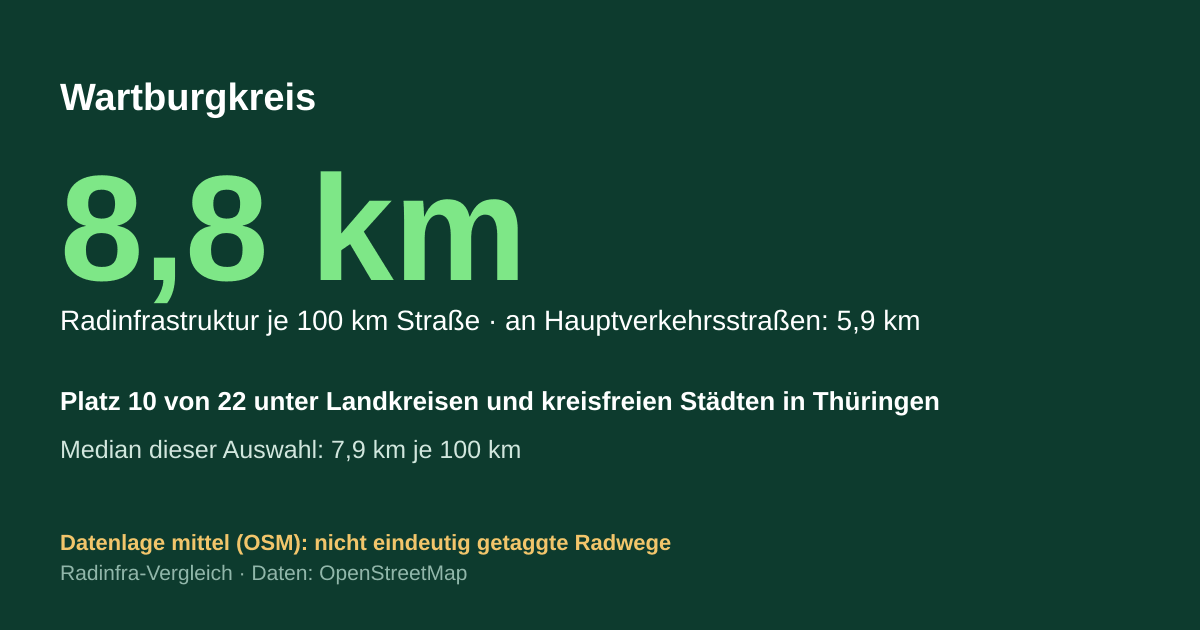 Wartburgkreis
8,8 km
Radinfrastruktur je 100 km Straße · an Hauptverkehrsstraßen: 5,9 km
Platz 10 von 22 unter Landkreisen und kreisfreien Städten in Thüringen
Median dieser Auswahl: 7,9 km je 100 km
Datenlage mittel (OSM): nicht eindeutig getaggte Radwege
Radinfra-Vergleich · Daten: OpenStreetMap